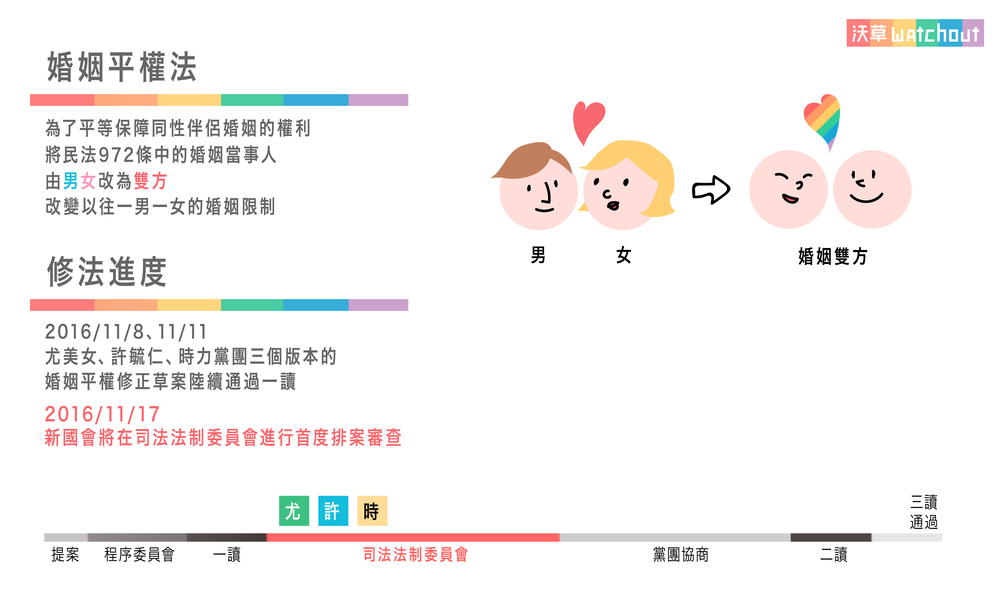 沃草 watchout
婚姻平權法
為了平等保障同性伴侶婚姻的權利
將民法972條中的婚姻當事人
由男女改為雙方
改變以往一男一女的婚姻限制
男
女
婚姻雙方
修法進度
2016/11/8、11/11
尤美女、許毓仁、時力黨團三個版本的
婚姻平權修正草案陸續通過一讀
2016/11/17
新國會將在司法法制委員會進行首度排案審查
尤
許
時
三讀
通過
提案
程序委員會
一讀
司法法制委員會
黨團協商
二讀